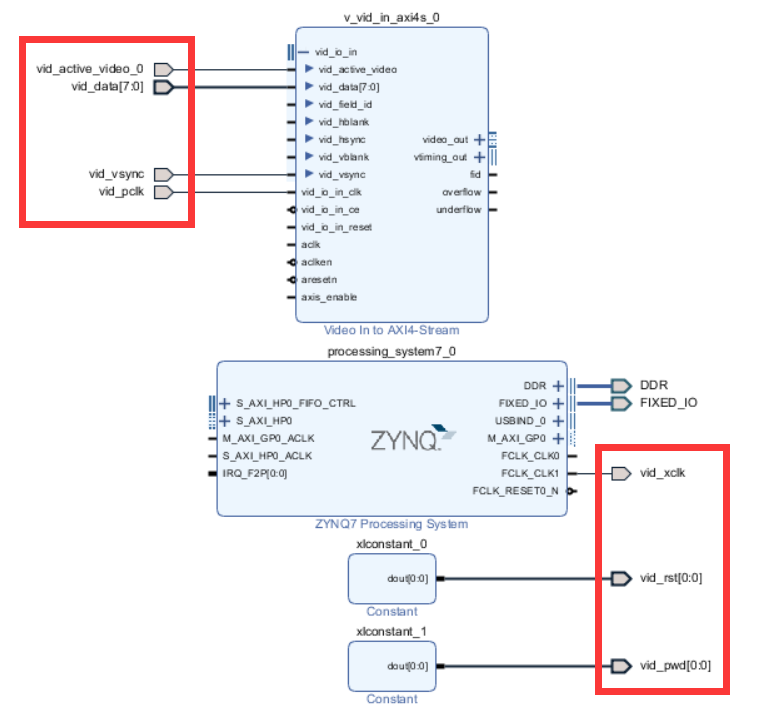 v_vid_in_axi4s_0
vid_io_in
vid_active_video_0
vid_active_video
vid_data[7:0]
vid_data[7:0]
vid_field_id
vid_hblank
vid_hsync
video_out
vid_vblank
vtiming_out
vid_vsync
vid_vsync
fid
vid_pclk
vid_io_in_clk
overflow
vid_io_in_ce
underflow
vid_io_in_reset
aclk
aclken
aresetn
axis_enable
Video In to AXI4-Stream
processing_system7_0
DDR
DDR
S_AXI_HP0_FIFO_CTRL
FIXED_IO
FIXED_IO
S_AXI_HP0
USBIND_0
M_AXI_GP0_ACLK
ZYNQ
M_AXI_GP0
S_AXI_HP0_ACLK
FCLK_CLK0
IRQ_F2P[0:0]
FCLK_CLK1
vid_xclk
FCLK_RESET0_N
ZYNQ7 Processing System
xlconstant_0
dout[0:0]
vid_rst[0:0]
Constant
xlconstant_1
dout[0:0]
vid_pwd[0:0]
Constant